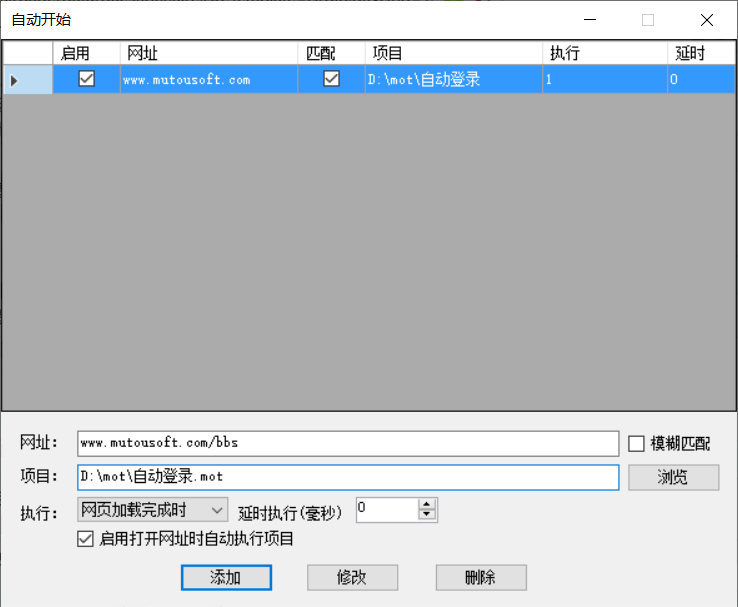 自动开始
启用 网址 匹配 项目 执行 延时
www.mutousoft.com D:\mot\自动登录 1 0
网址: www.mutousoft.com/bbs 模糊匹配
项目: D:\mot\自动登录.mot 浏览
执行: 网页加载完成时 延时执行(毫秒) 0
启用打开网址时自动执行项目
添加 修改 删除